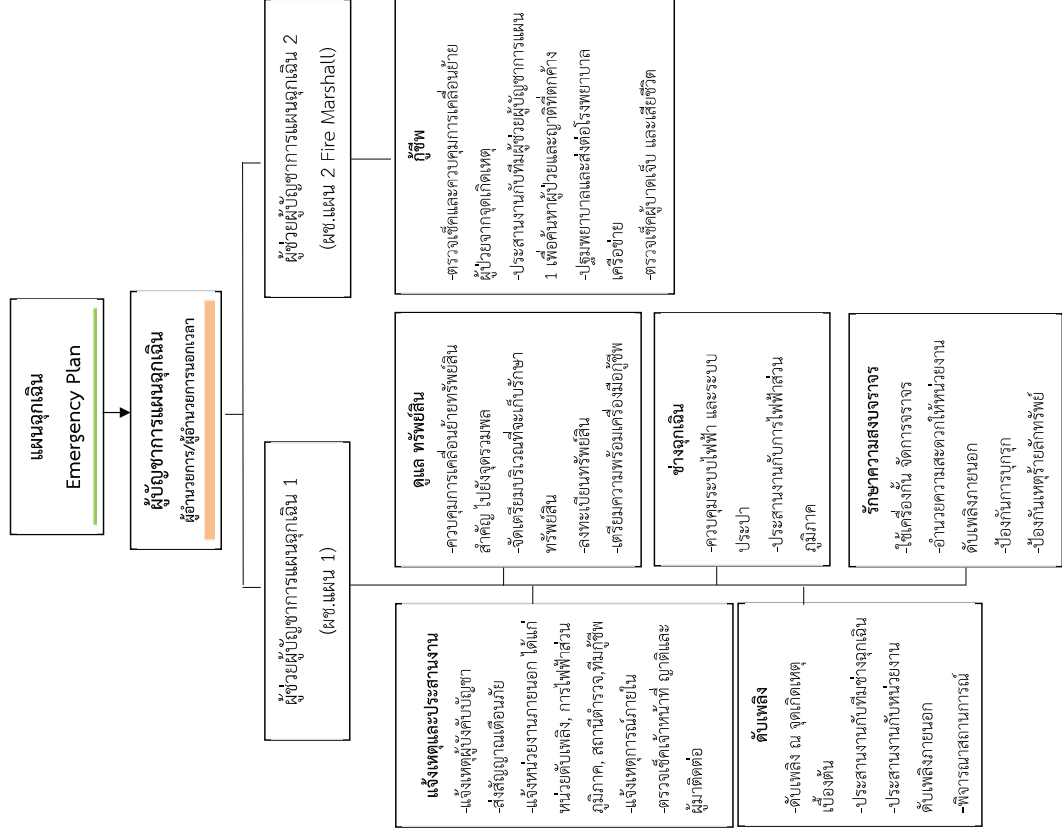 แผนฉุกเฉิน
Emergency Plan
ผู้บัญชาการแผนฉุกเฉิน
ผู้อำนวยการ/ผู้อำนวยการนอกเวลา
ผู้ช่วยผู้บัญชาการแผนฉุกเฉิน 1
(ผช.แผน 1)
ผู้ช่วยผู้บัญชาการแผนฉุกเฉิน 2
(ผช.แผน 2 Fire Marshall)
แจ้งเหตุและประสานงาน
-แจ้งเหตุผู้บังคับบัญชา
-ส่งสัญญาณเตือนภัย
-แจ้งหน่วยงานภายนอก ได้แก่
หน่วยดับเพลิง, การไฟฟ้าส่วน
ภูมิภาค, สถานีตำรวจ,ทีมกู้ชีพ
-แจ้งเหตุการณ์ภายใน
-ตรวจเช็คเจ้าหน้าที่ ญาติและ
ผู้มาติดต่อ
ดูแล ทรัพย์สิน
-ควบคุมการเคลื่อนย้ายทรัพย์สิน
สำคัญ ไปยังจุดรวมพล
-จัดเตรียมบริเวณที่จะเก็บรักษา
ทรัพย์สิน
-ลงทะเบียนทรัพย์สิน
-เตรียมความพร้อมเครื่องมือกู้ชีพ
กู้ชีพ
-ตรวจเช็คและควบคุมการเคลื่อนย้าย
ผู้ป่วยจากจุดเกิดเหตุ
-ประสานงานกับทีมผู้ช่วยผู้บัญชาการแผน
1 เพื่อค้นหาผู้ป่วยและญาติที่ตกค้าง
-ปฐมพยาบาลและส่งต่อโรงพยาบาล
เครือข่าย
-ตรวจเช็คผู้บาดเจ็บ และเสียชีวิต
ดับเพลิง
-ดับเพลิง ณ จุดเกิดเหตุ
เบื้องต้น
-ประสานงานกับทีมช่างฉุกเฉิน
-ประสานงานกับหน่วยงาน
ดับเพลิงภายนอก
-พิจารณาสถานการณ์
ช่างฉุกเฉิน
-ควบคุมระบบไฟฟ้า และระบบ
ประปา
-ประสานงานกับการไฟฟ้าส่วน
ภูมิภาค
รักษาความสงบจราจร
-ใช้เครื่องกั้น จัดการจราจร
-อำนวยความสะดวกให้หน่วยงาน
ดับเพลิงภายนอก
-ป้องกันการบุกรุก
-ป้องกันเหตุร้ายลักทรัพย์